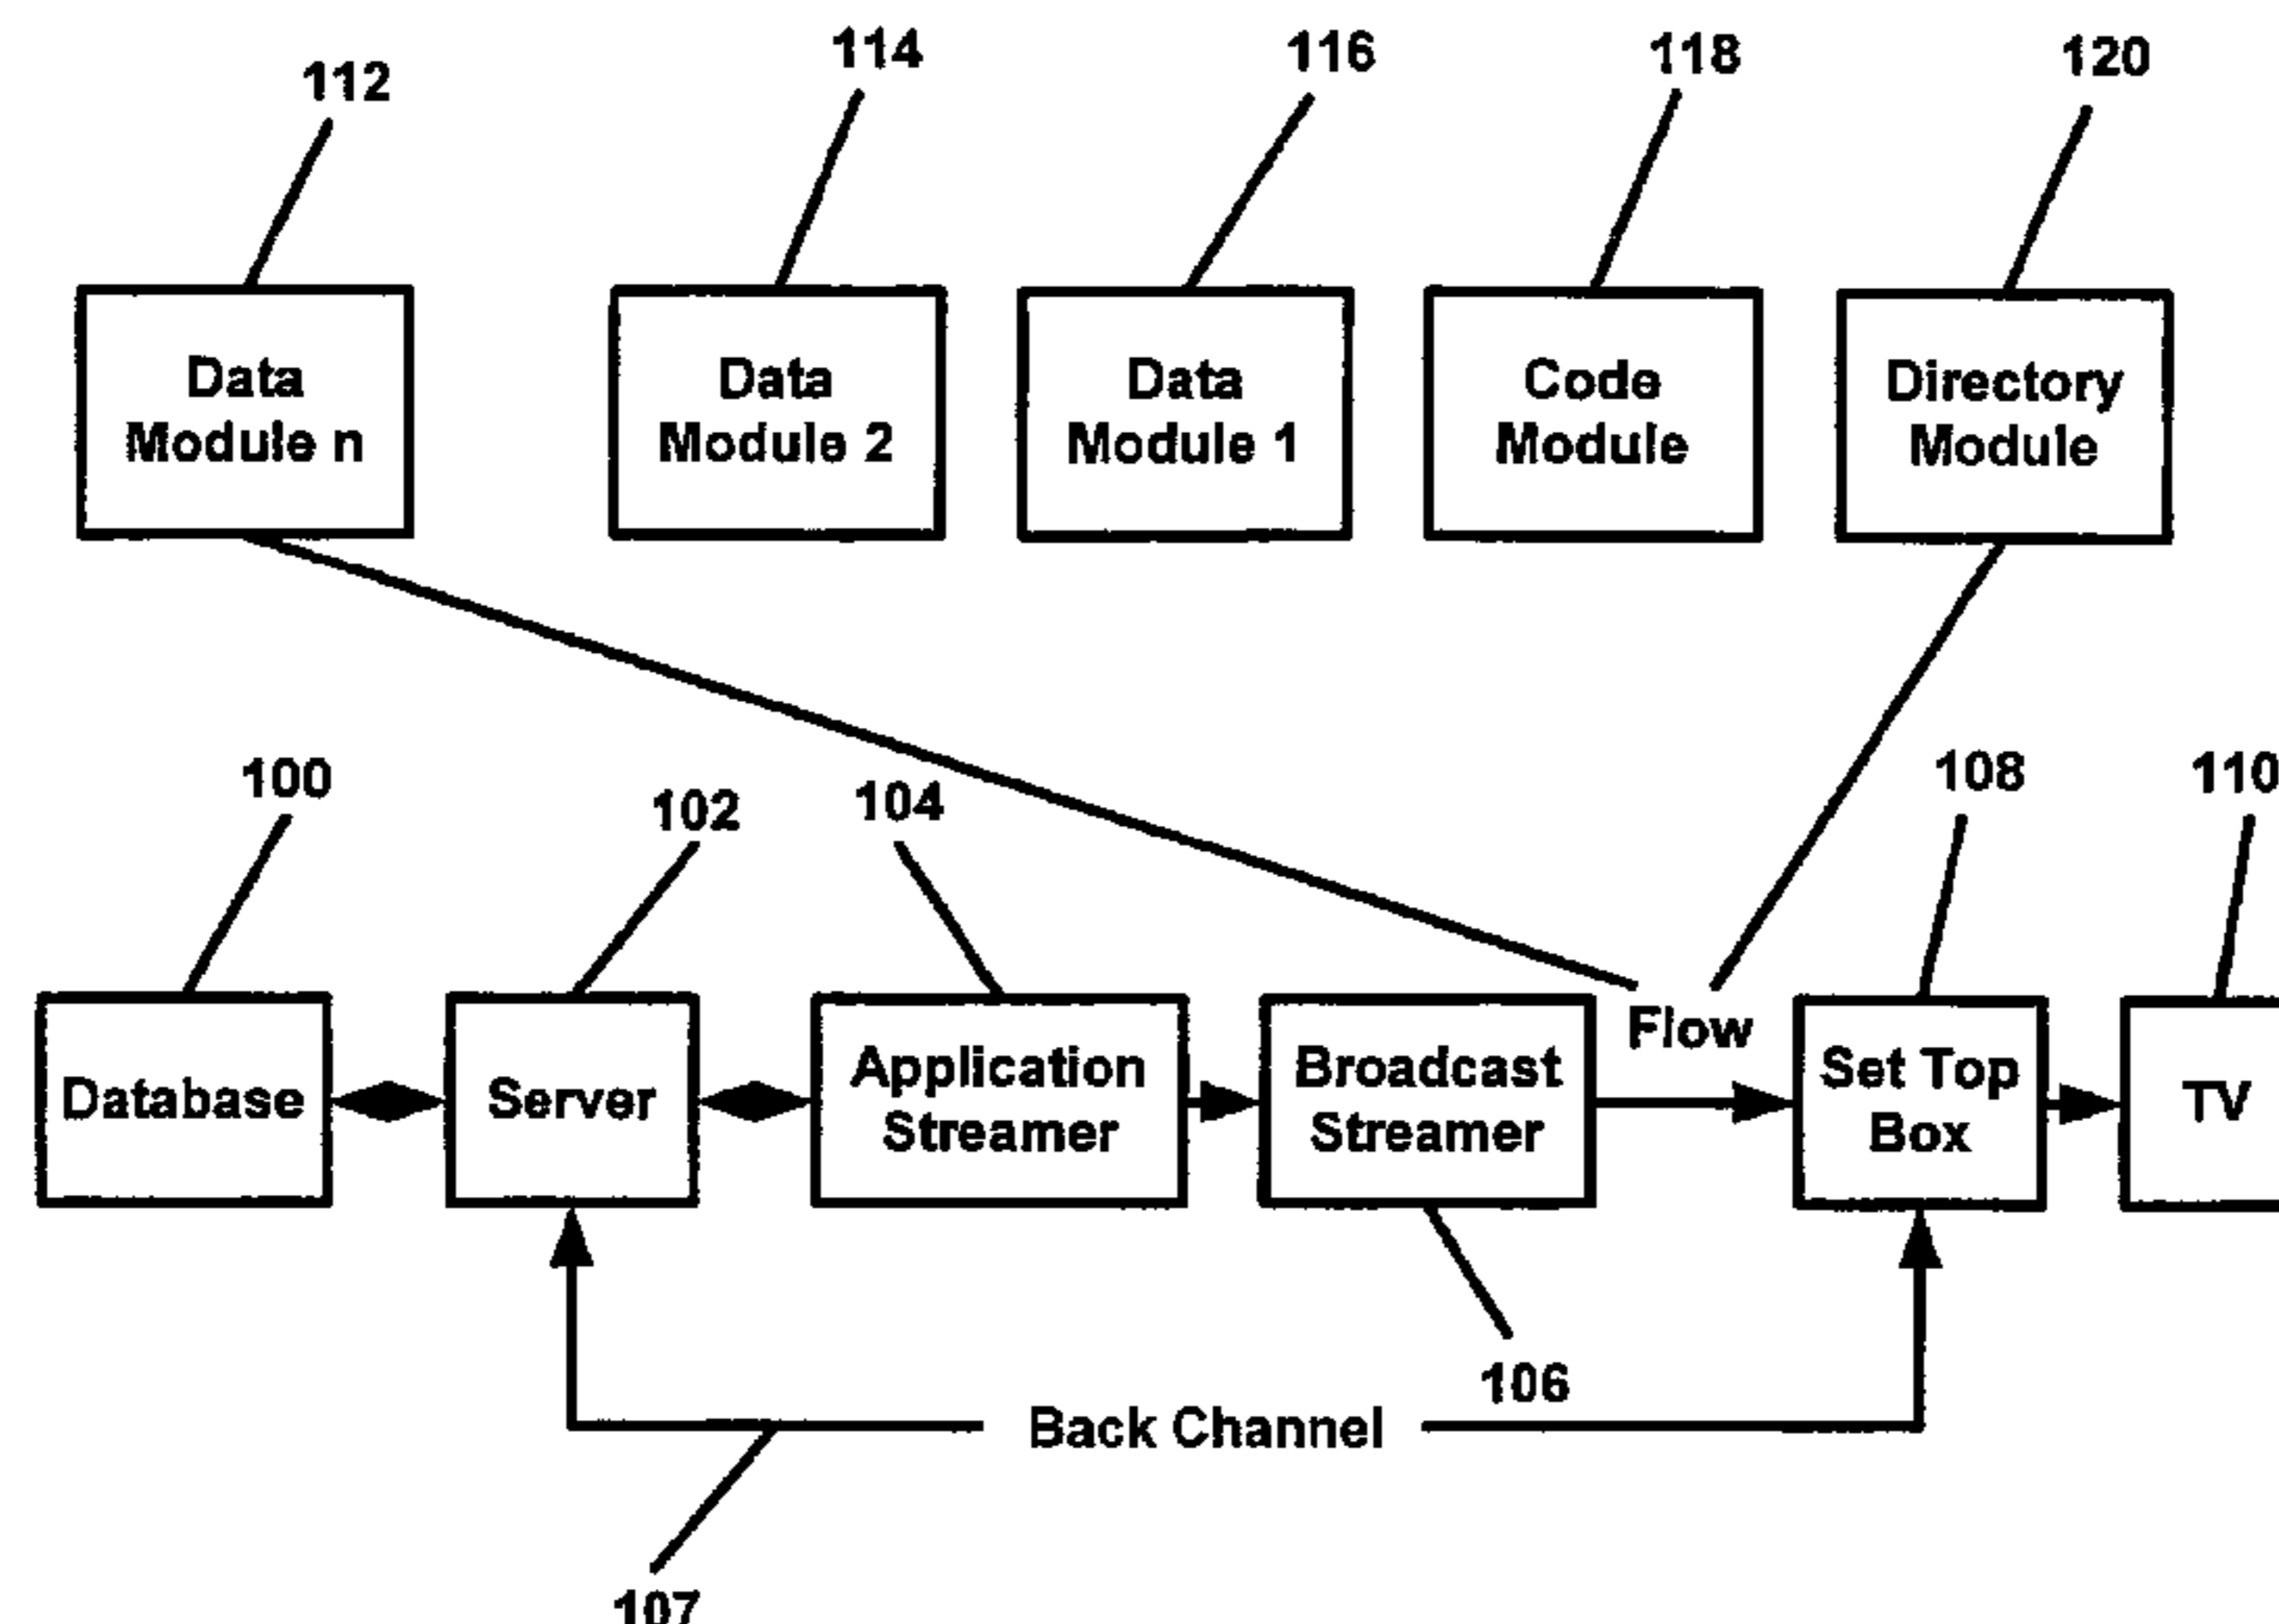 112
114
116
118
120
Data
Module n
Data
Module 2
Data
Module 1
Code
Module
Directory
Module
100
102
104
108
110
Flow
Database
Server
Application
Streamer
Broadcast
Streamer
Set Top
Box
TV
106
Back Channel
107